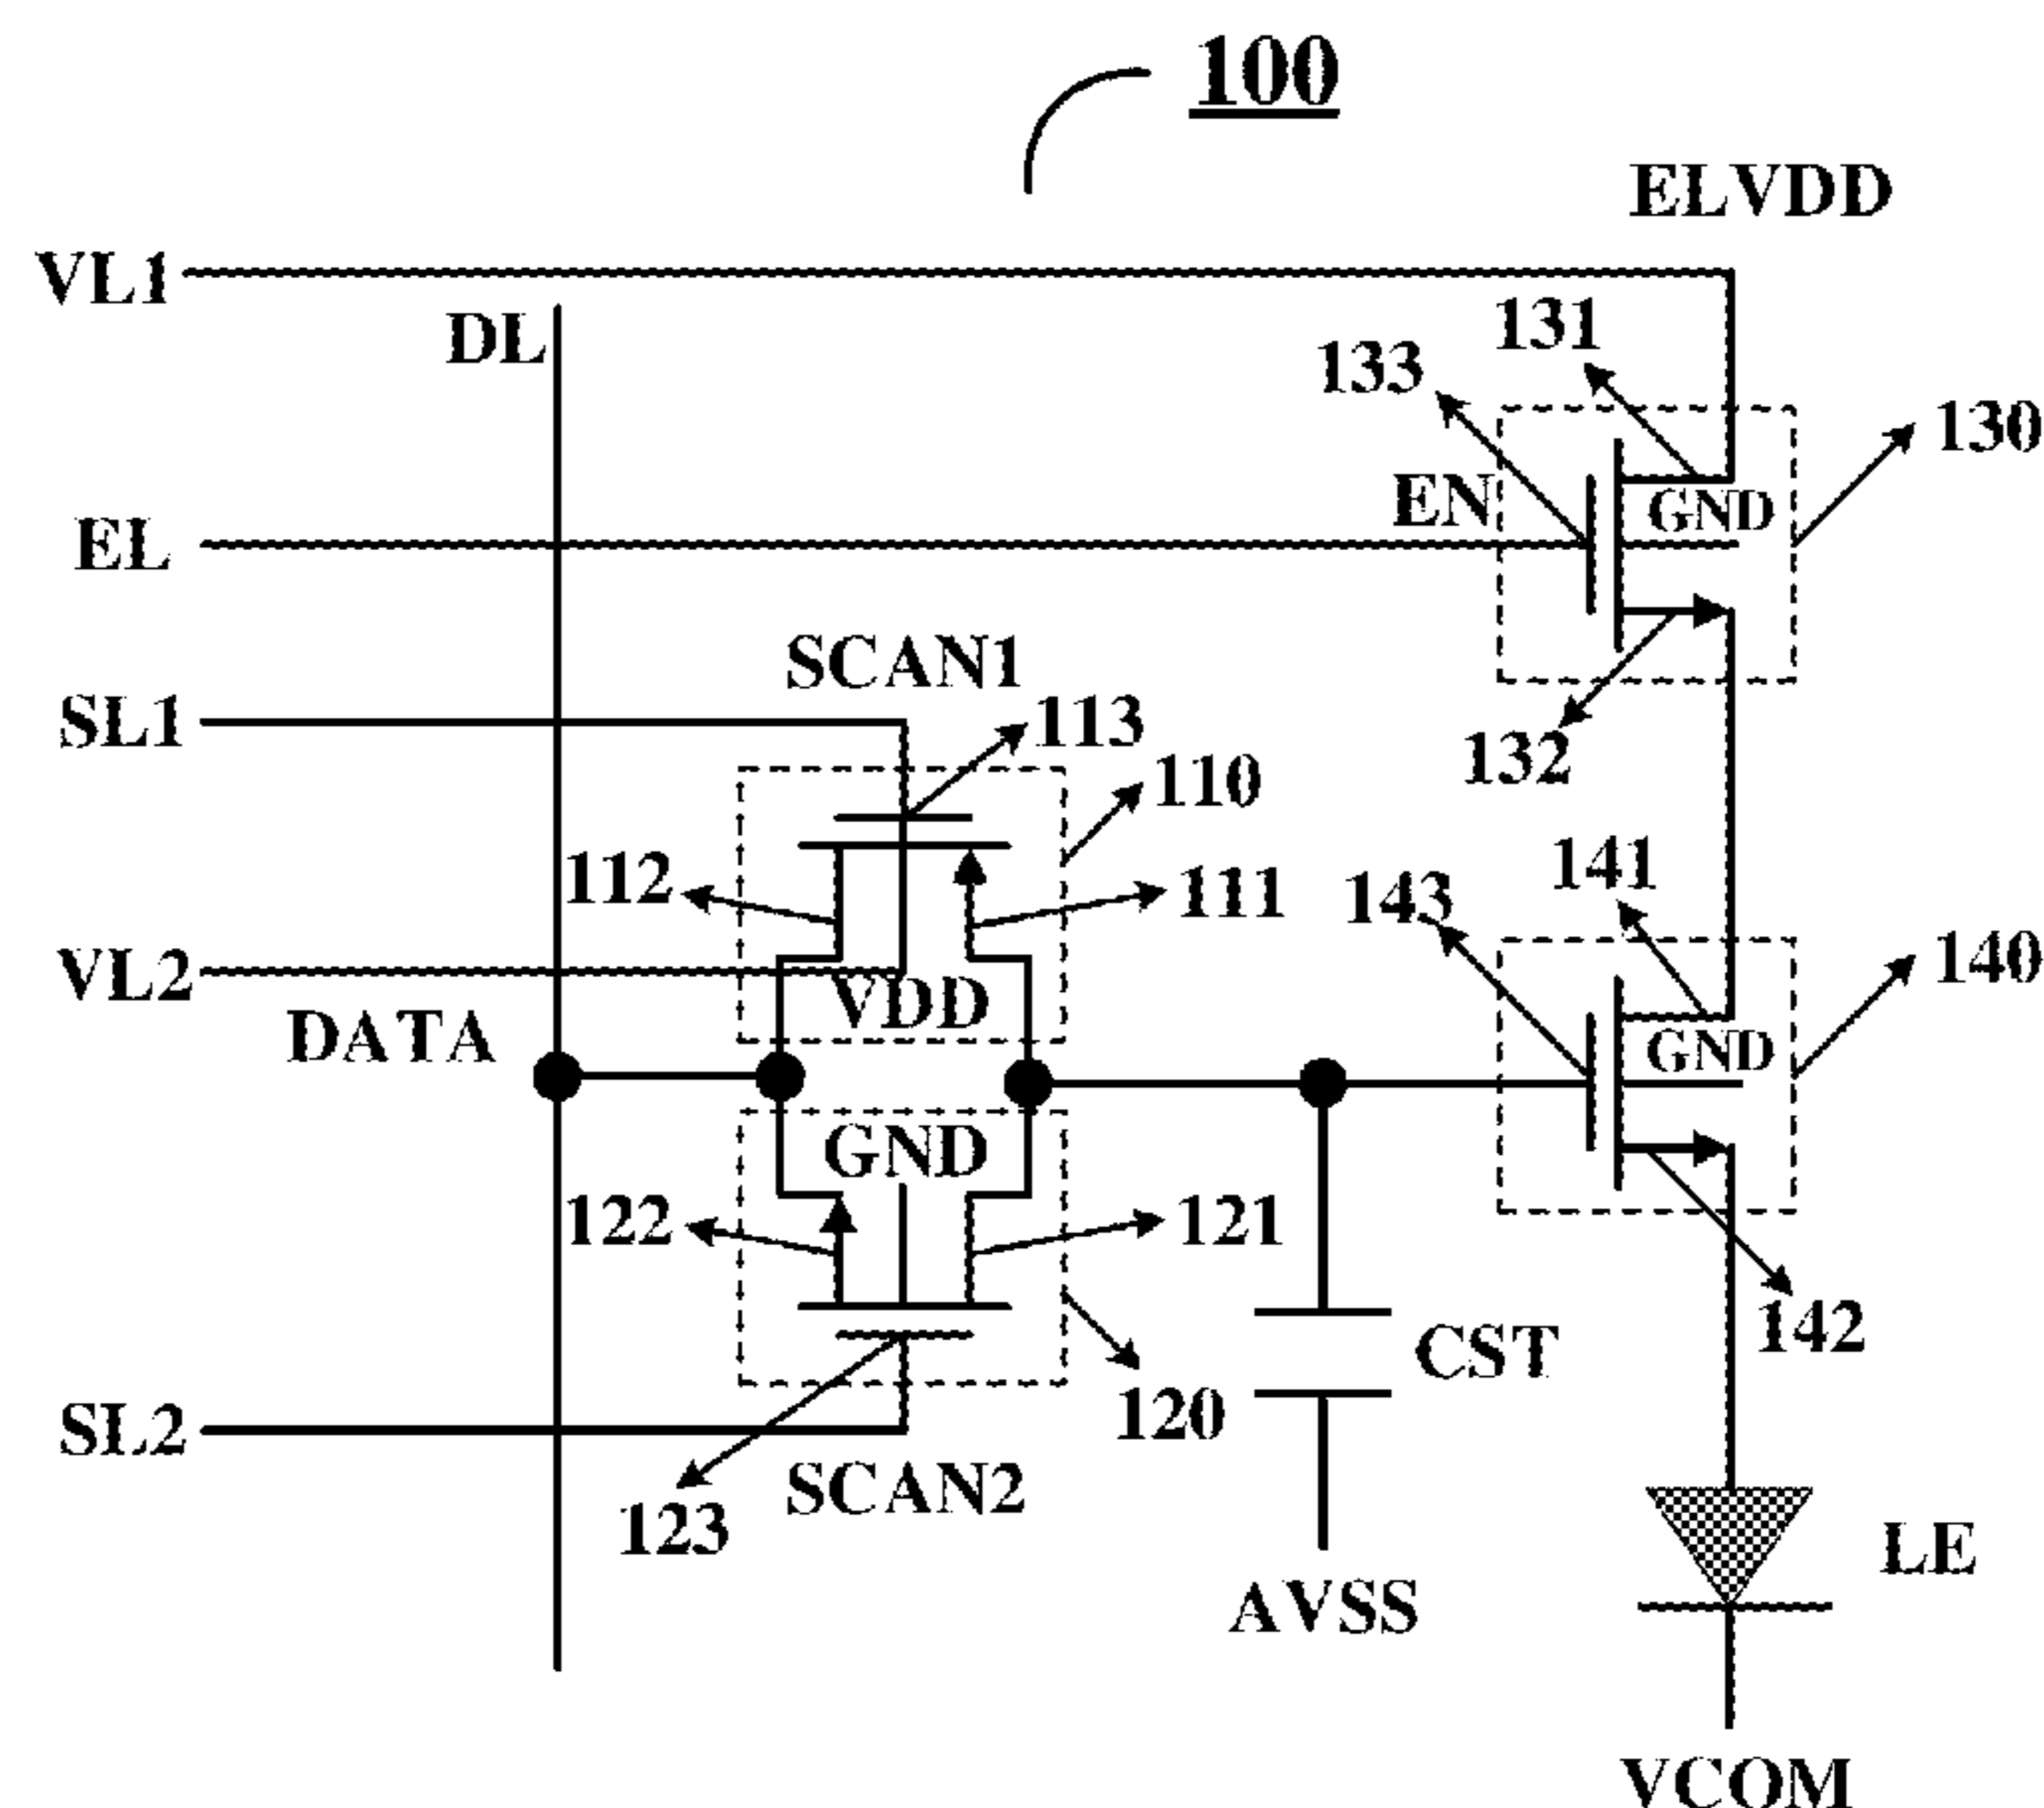 100
ELVDD
VL1
DL
131
133
130
EN
GND
EL
SCAN1
SL1
113
132
110
112
111
141
143
VL2
VDD
140
DATA
GND
GND
122
121
142
CST
120
SL2
SCAN2
123
LE
AVSS
VCOM